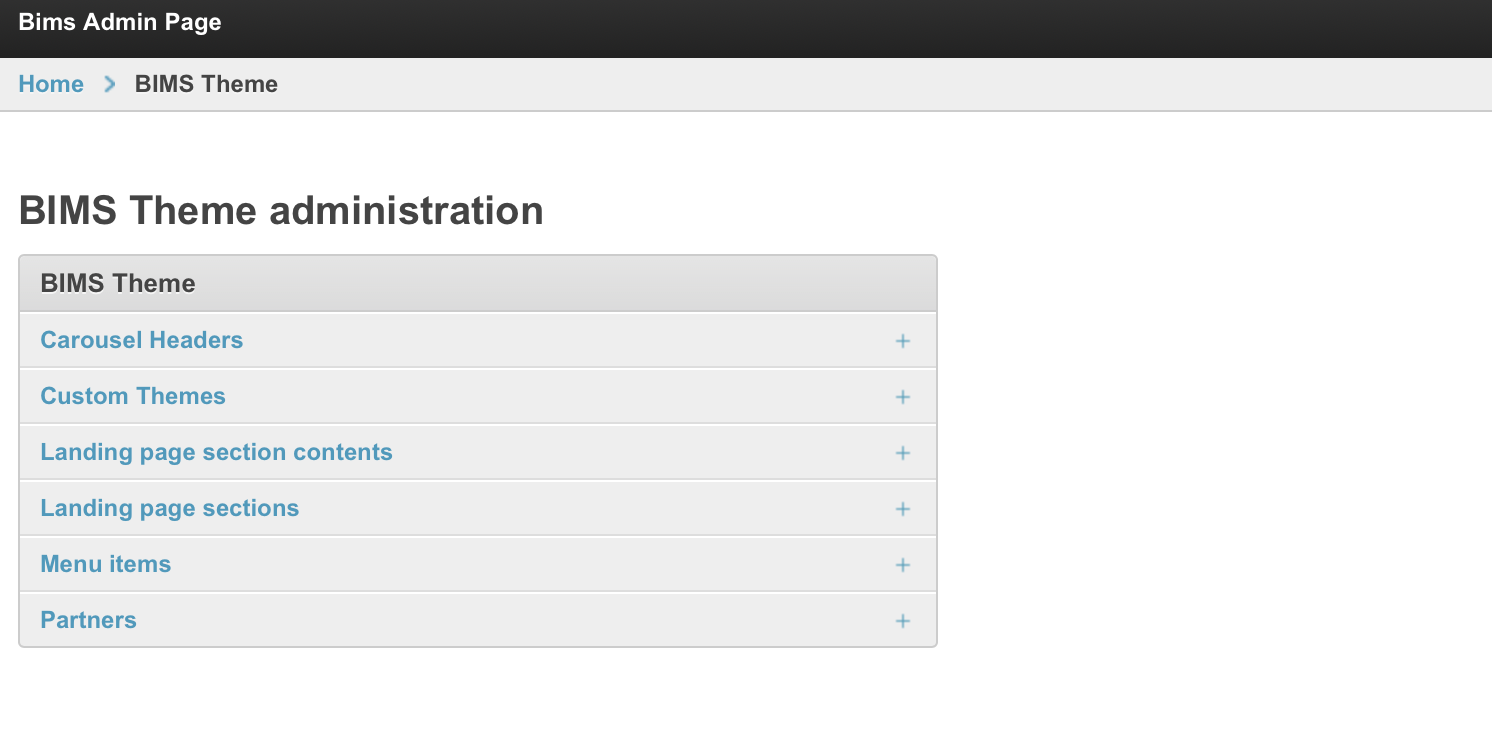 Bims Admin Page
Home > BIMS Theme
BIMS Theme administration
BIMS Theme
Carousel Headers +
Custom Themes +
Landing page section contents +
Landing page sections +
Menu items +
Partners +